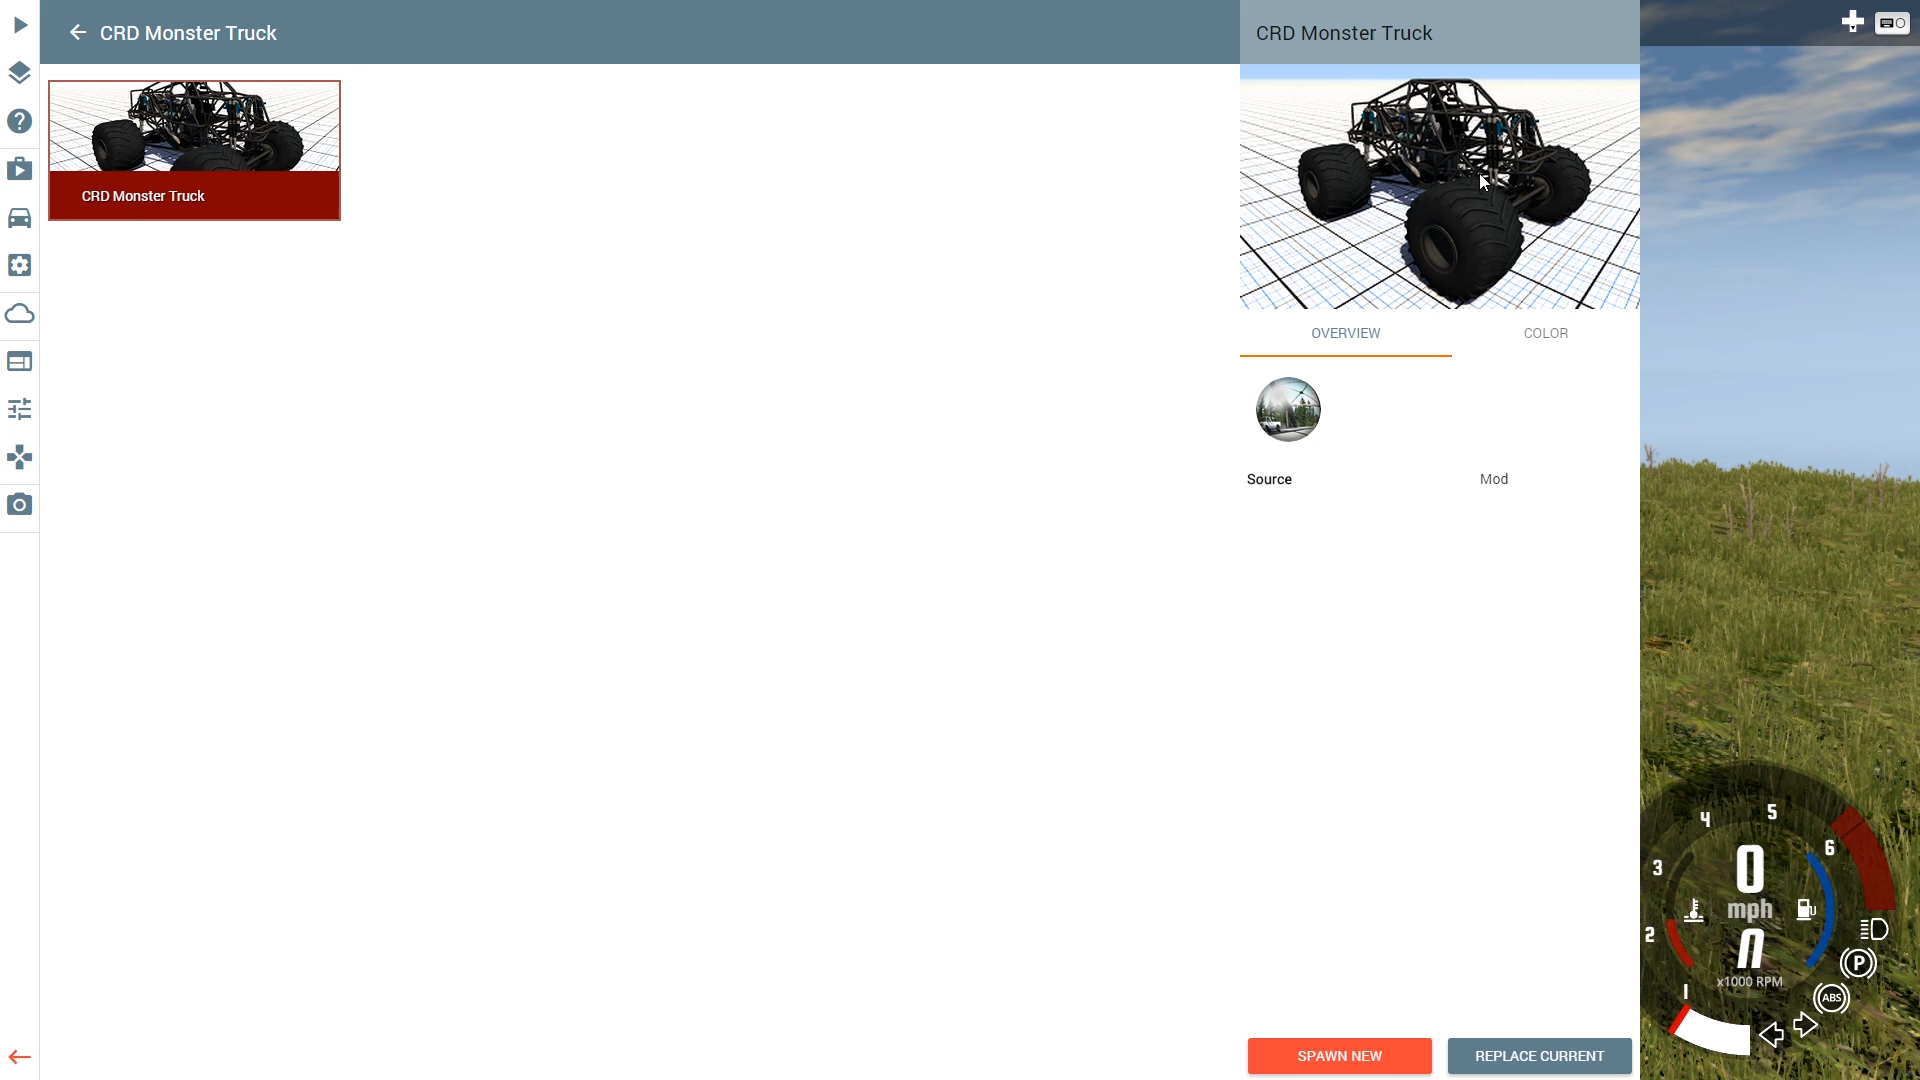 CRD Monster Truck
CRD Monster Truck
CRD Monster Truck
OVERVIEW
COLOR
Source
Mod
SPAWN NEW
REPLACE CURRENT
O
5
4
6
3
0
mph
2
n
x1000 RPM
1
P
ABS